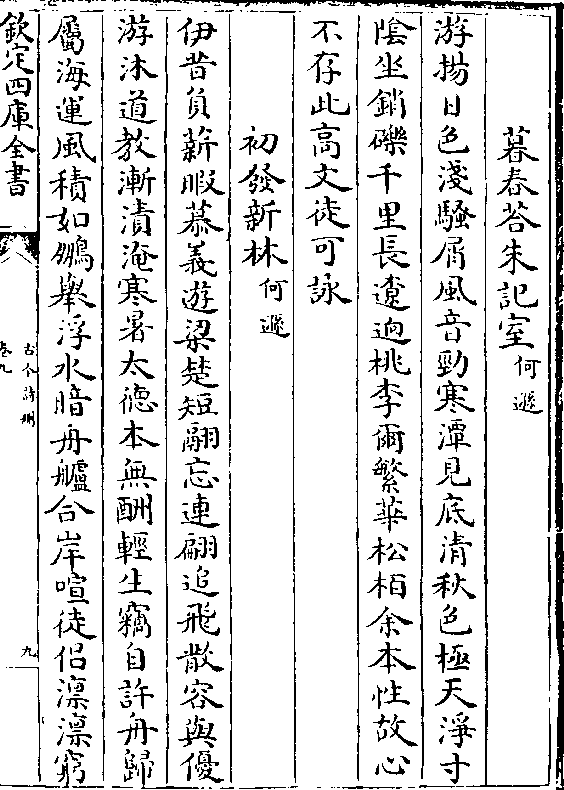 暮春荅朱記室何遜
游揚日色淺騷屑風音勁寒潭見底清秋色極天淨寸
陰坐銷礫千里長遼迥桃李爾繁華松栢余本性故心
不存此高文徒可詠
初發新林何遜
伊昔負薪暇慕義遊梁楚短翮忘連翩追飛散容與優
游沐道教漸漬淹寒暑太德本無酬輕生竊自許舟歸
屬海運風積如鵬舉浮水暗舟艫合岸喧徒侶凜凜窮
欽定四庫全書
古今詩刪
卷九
九